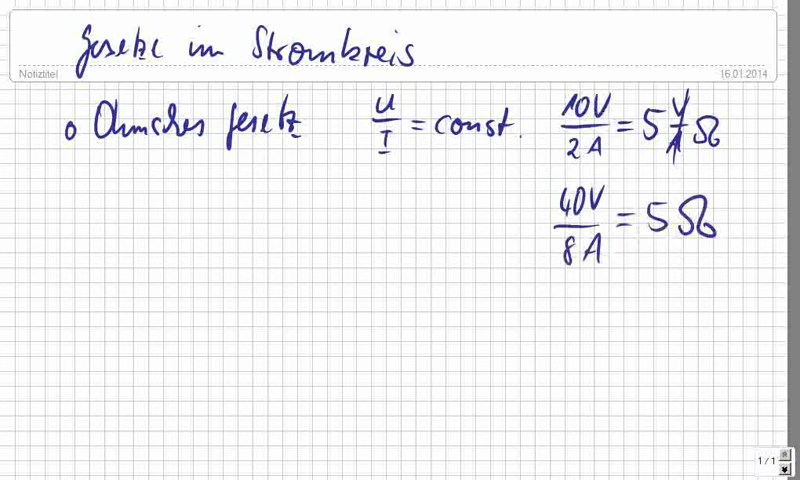 Gesetze im Stromkreis
Notiztitel
16.01.2014
o Ohmsches Gesetz U/I = const. 10V/2A = 5 V/A Ω
40V/8A = 5 Ω
1/1